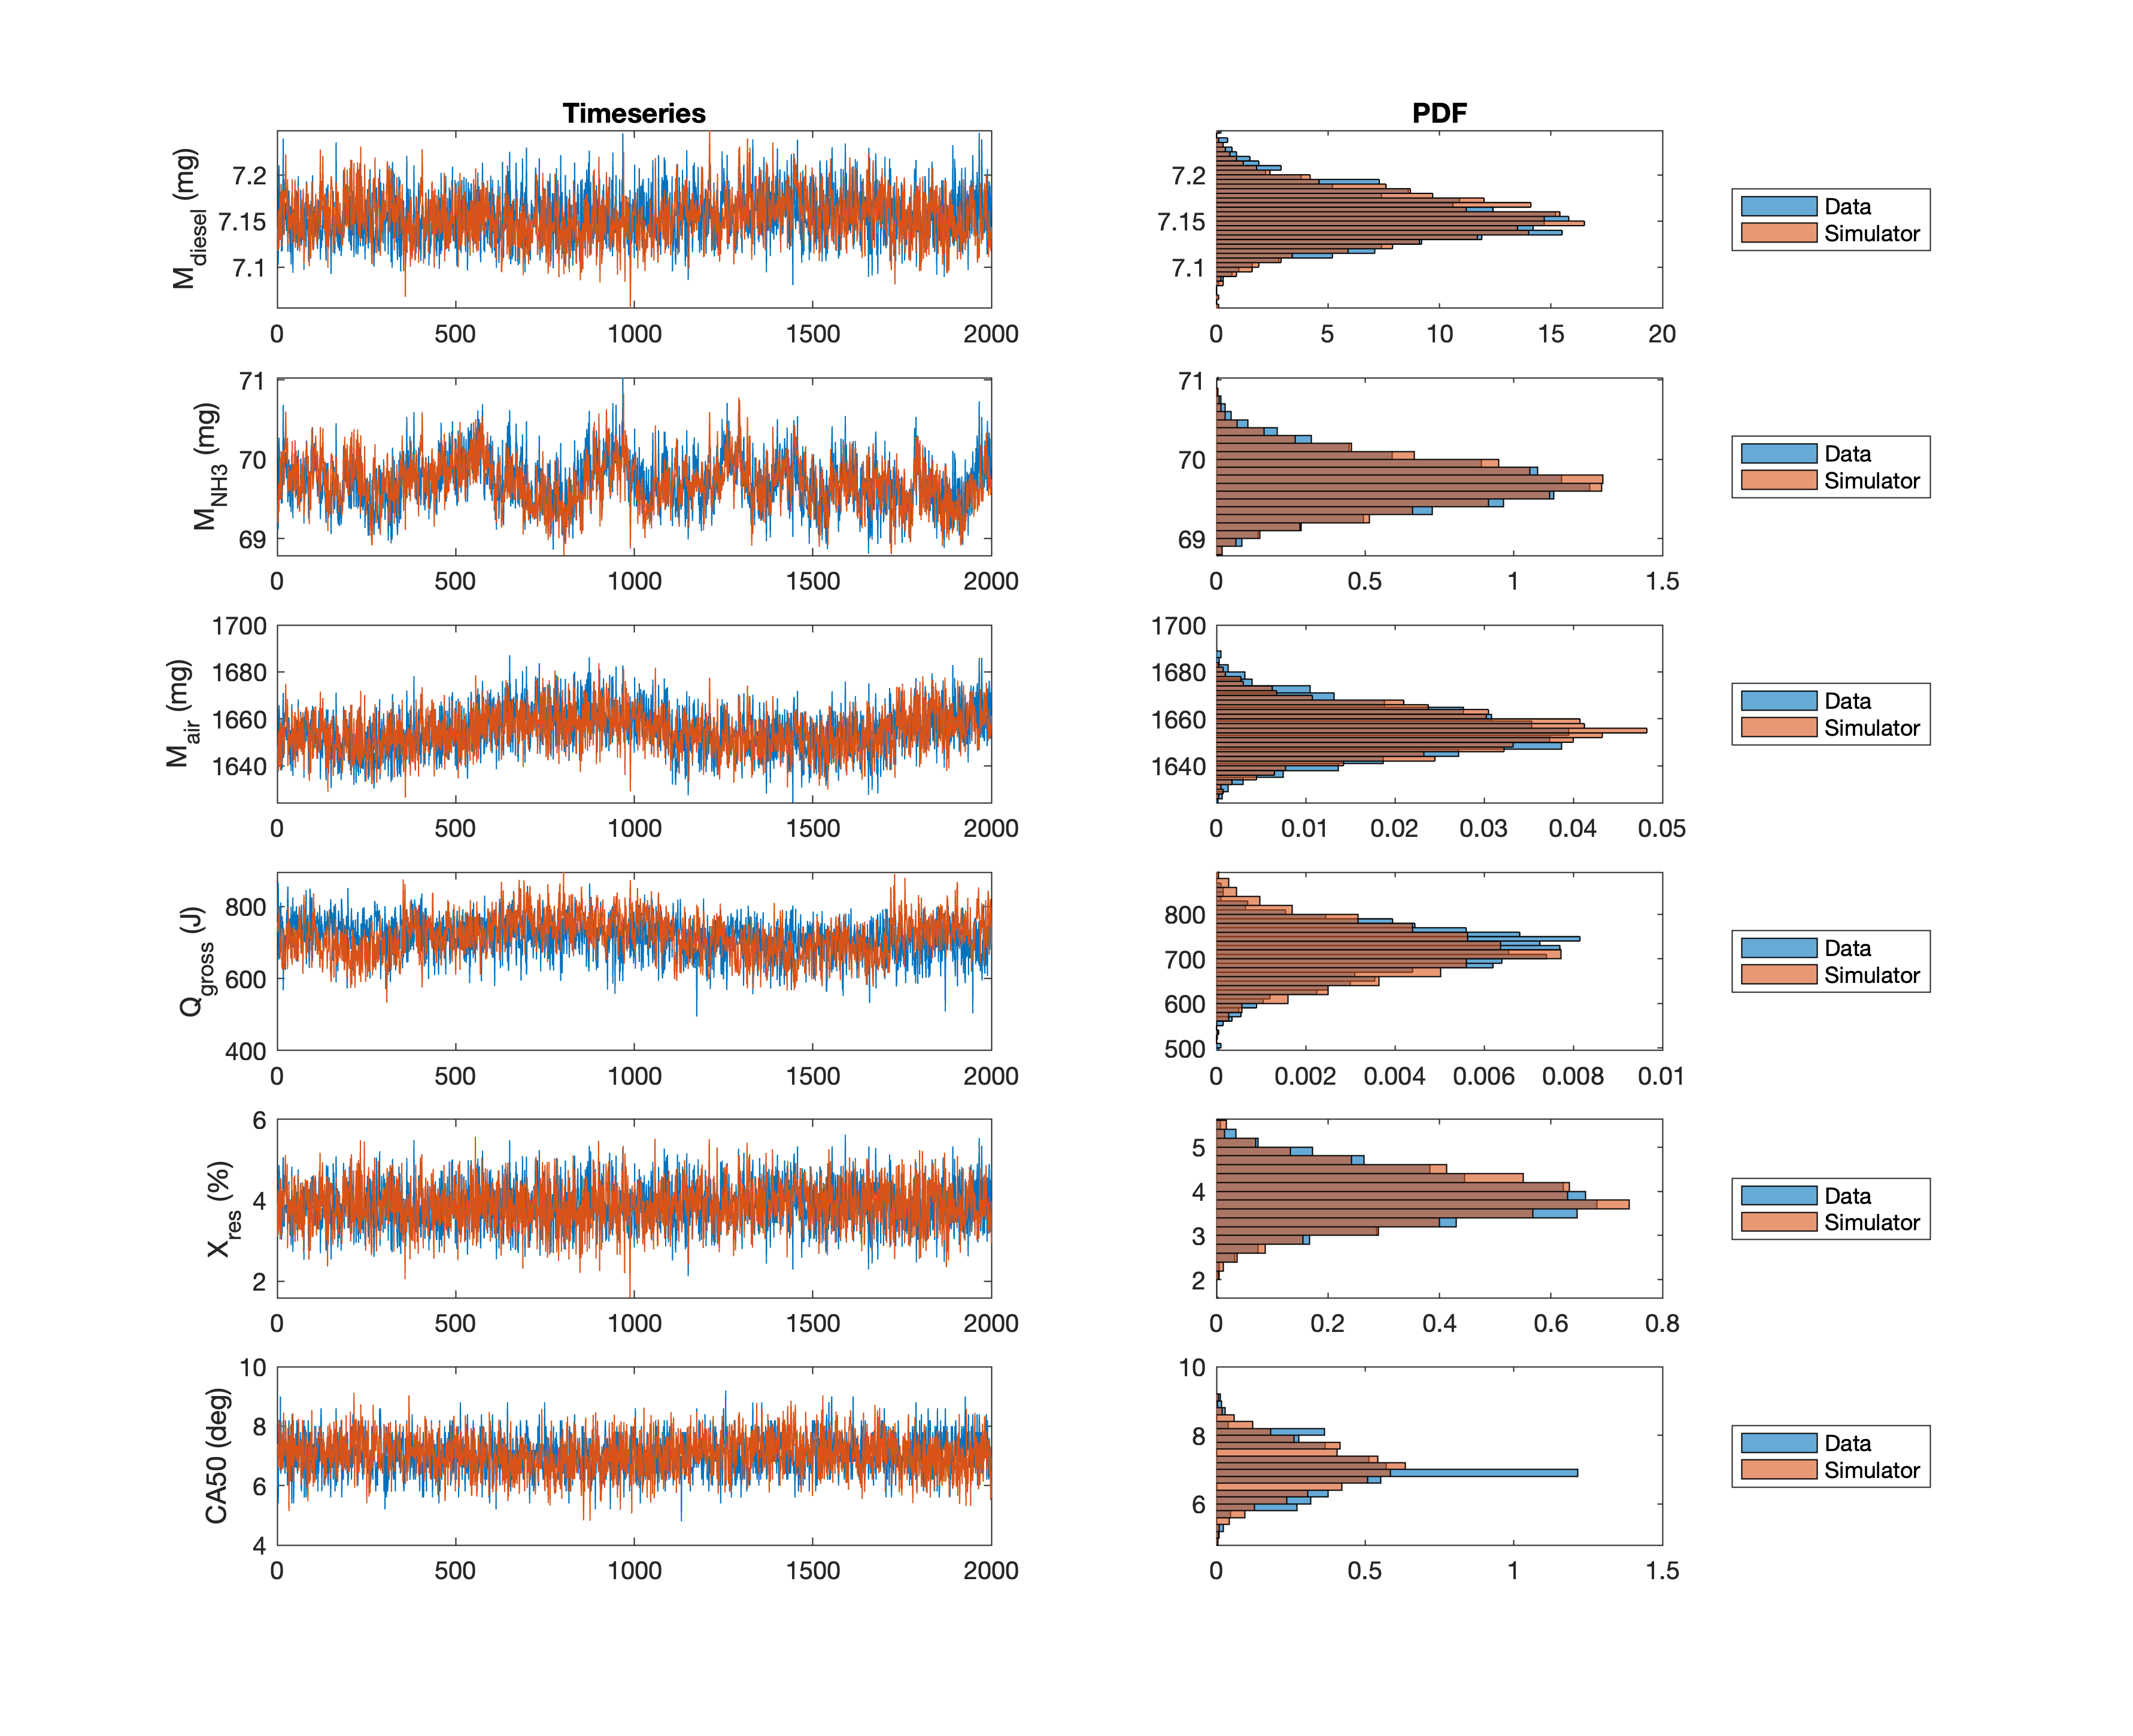 Timeseries
PDF
M_diesel (mg)
7.2
7.15
7.1
0 500 1000 1500 2000
7.2
7.15
7.1
0 5 10 15 20
Data
Simulator
M_NH3 (mg)
71
70
69
0 500 1000 1500 2000
71
70
69
0 0.5 1 1.5
Data
Simulator
M_air (mg)
1700
1680
1660
1640
0 500 1000 1500 2000
1700
1680
1660
1640
0 0.01 0.02 0.03 0.04 0.05
Data
Simulator
Q_gross (J)
800
600
400
0 500 1000 1500 2000
800
700
600
500
0 0.002 0.004 0.006 0.008 0.01
Data
Simulator
X_res (%)
6
4
2
0 500 1000 1500 2000
5
4
3
2
0 0.2 0.4 0.6 0.8
Data
Simulator
CA50 (deg)
10
8
6
4
0 500 1000 1500 2000
10
8
6
0 0.5 1 1.5
Data
Simulator